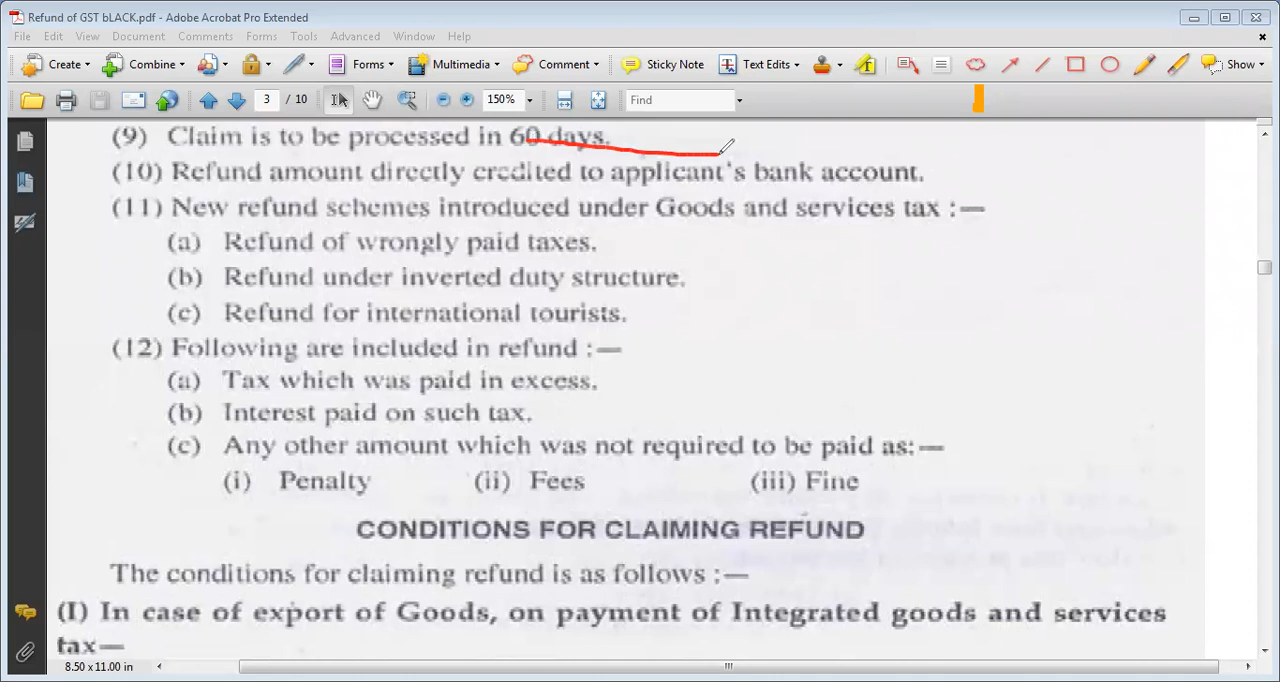 Refund of GST bLACK.pdf - Adobe Acrobat Pro Extended
File Edit View Document Comments Forms Tools Advanced Window Help
Create Combine Forms Multimedia Comment Sticky Note Text Edits Show
3 / 10 150% Find
(9) Claim is to be processed in 60 days.
(10) Refund amount directly credited to applicant's bank account.
(11) New refund schemes introduced under Goods and services tax :—
(a) Refund of wrongly paid taxes.
(b) Refund under inverted duty structure.
(c) Refund for international tourists.
(12) Following are included in refund :—
(a) Tax which was paid in excess.
(b) Interest paid on such tax.
(c) Any other amount which was not required to be paid as:—
(i) Penalty (ii) Fees (iii) Fine
CONDITIONS FOR CLAIMING REFUND
The conditions for claiming refund is as follows :—
(I) In case of export of Goods, on payment of Integrated goods and services
tax—
8.50 x 11.00 in